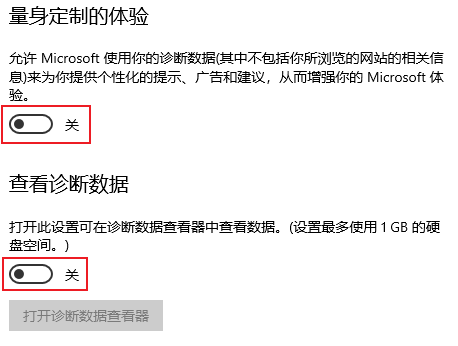 量身定制的体验
允许 Microsoft 使用你的诊断数据(其中不包括你所浏览的网站的相关信
息)来为你提供个性化的提示、广告和建议，从而增强你的 Microsoft 体
验。
关
查看诊断数据
打开此设置可在诊断数据查看器中查看数据。(设置最多使用 1 GB 的硬
盘空间。)
关
打开诊断数据查看器